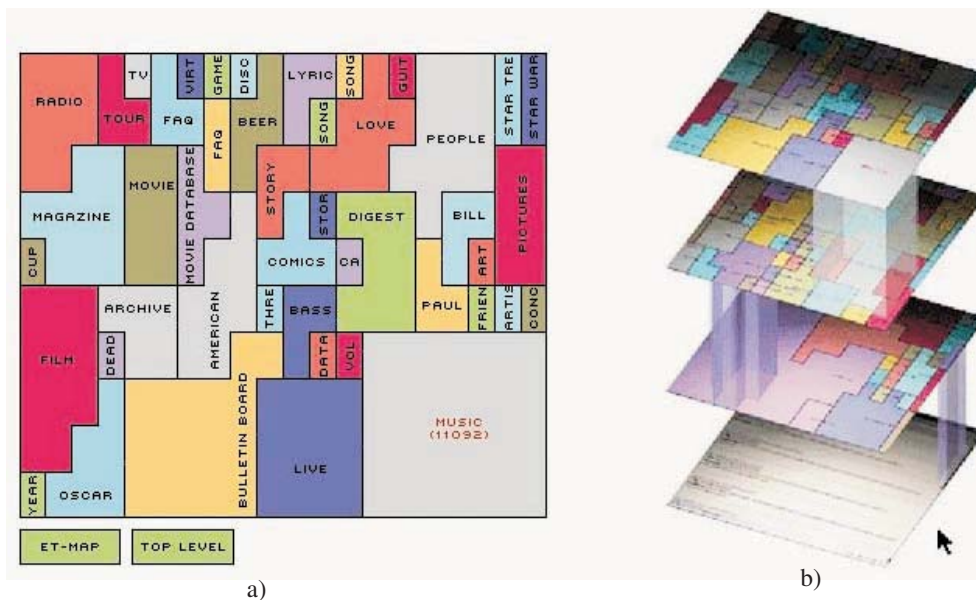 RADIO
TOUR
TV
FAQ
VIRT
GAME
FAQ
DISC
BEER
LYRIC
SONG
SONG
LOVE
GUIT
PEOPLE
STAR TRE
STAR WAR
MAGAZINE
MOVIE
MOVIE DATABASE
STORY
STOR
DIGEST
BILL
PICTURES
CUP
COMICS
CA
ART
ARCHIVE
AMERICAN
THRE
BASS
PAUL
FRIEN
ARTIS
CONC
FILM
DEAD
DATA
VOL
BULLETIN BOARD
MUSIC
(11092)
LIVE
YEAR
OSCAR
ET-MAP
TOP LEVEL
a)
b)